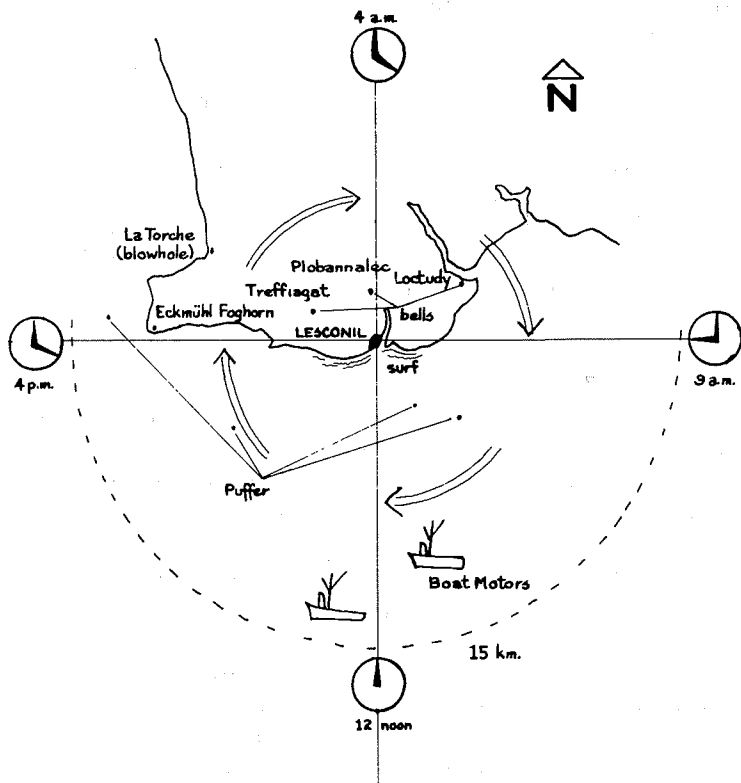 4 a.m.
N
La Torche
(blowhole)
Plobannalec
Loctudy
Treffiagat
Eckmühl Foghorn
bells
LESCONIL
surf
4 p.m.
9 a.m.
Puffer
Boat Motors
15 km.
12 noon